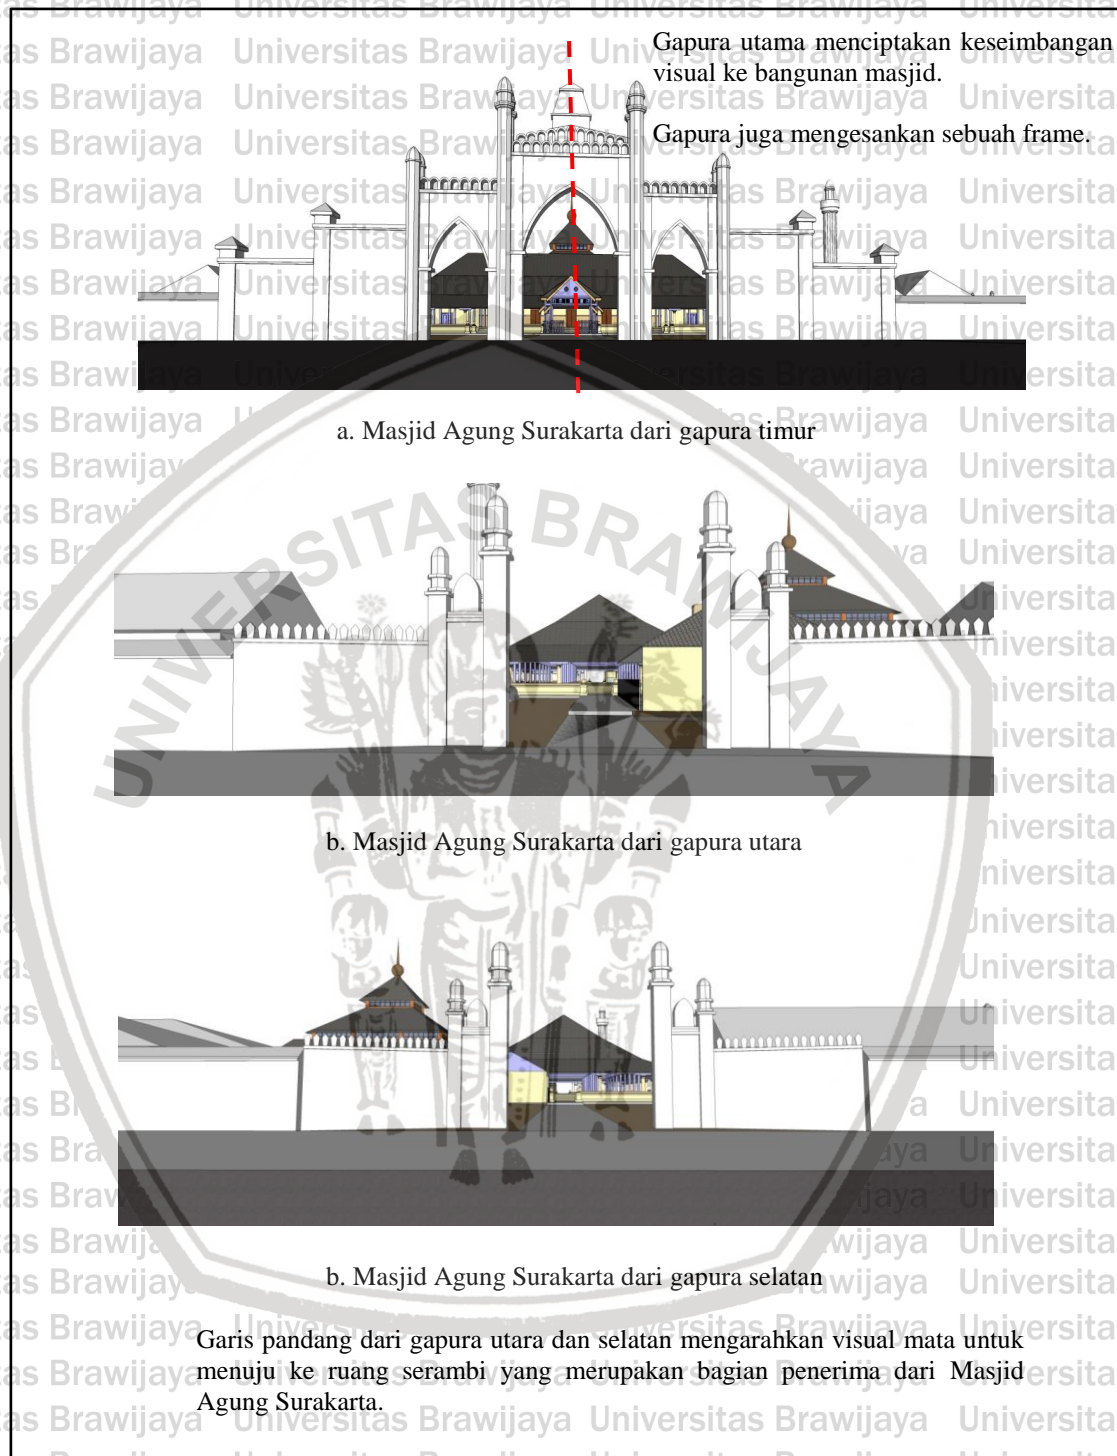 Gapura utama menciptakan keseimbangan
visual ke bangunan masjid.
Gapura juga mengesankan sebuah frame.
a. Masjid Agung Surakarta dari gapura timur
b. Masjid Agung Surakarta dari gapura utara
b. Masjid Agung Surakarta dari gapura selatan
Garis pandang dari gapura utara dan selatan mengarahkan visual mata untuk
menuju ke ruang serambi yang merupakan bagian penerima dari Masjid
Agung Surakarta.
UNIVERSITAS BRAWIJAYA